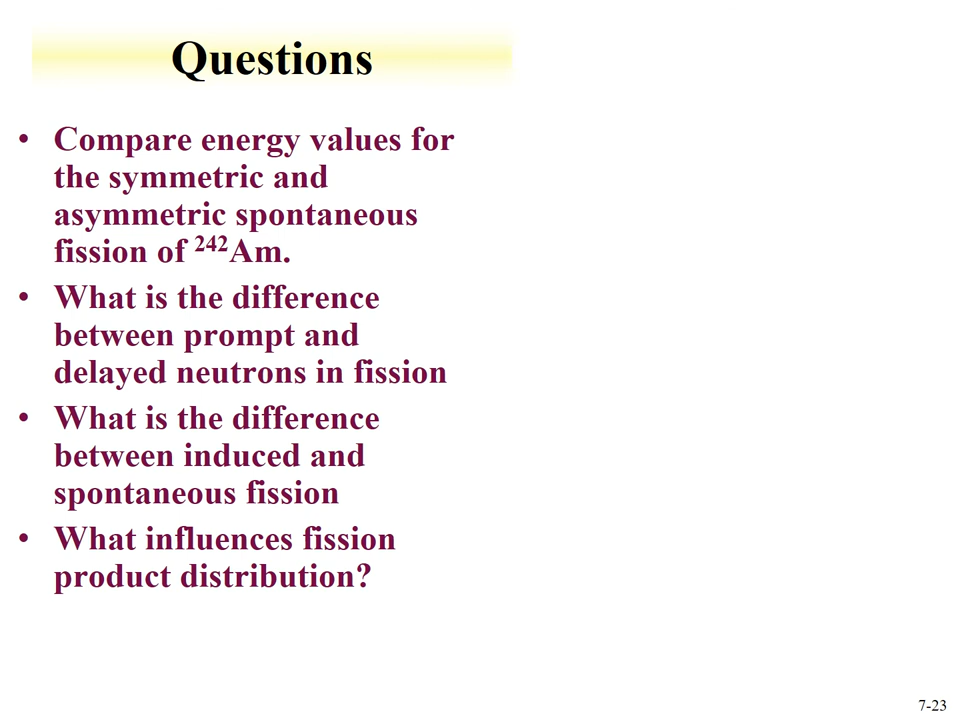 Questions
• Compare energy values for
the symmetric and
asymmetric spontaneous
fission of ²⁴²Am.
• What is the difference
between prompt and
delayed neutrons in fission
• What is the difference
between induced and
spontaneous fission
• What influences fission
product distribution?
7-23